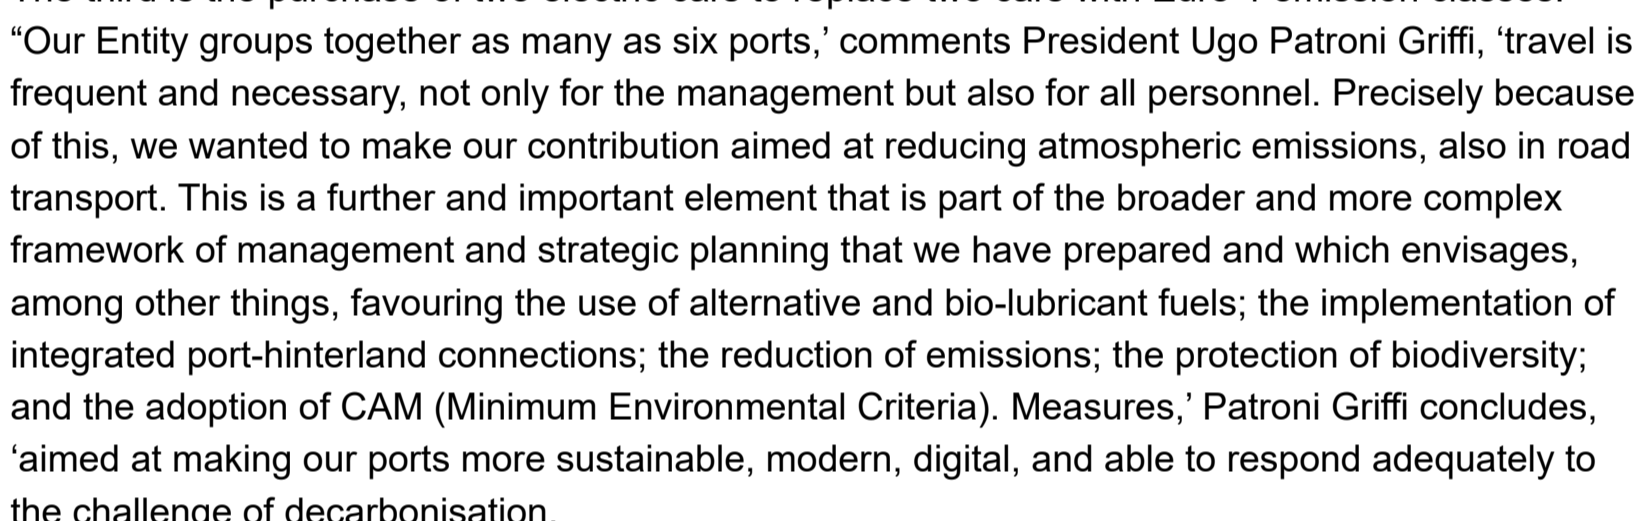 “Our Entity groups together as many as six ports,’ comments President Ugo Patroni Griffi, ‘travel is
frequent and necessary, not only for the management but also for all personnel. Precisely because
of this, we wanted to make our contribution aimed at reducing atmospheric emissions, also in road
transport. This is a further and important element that is part of the broader and more complex
framework of management and strategic planning that we have prepared and which envisages,
among other things, favouring the use of alternative and bio-lubricant fuels; the implementation of
integrated port-hinterland connections; the reduction of emissions; the protection of biodiversity;
and the adoption of CAM (Minimum Environmental Criteria). Measures,’ Patroni Griffi concludes,
‘aimed at making our ports more sustainable, modern, digital, and able to respond adequately to
the challenge of decarbonisation.